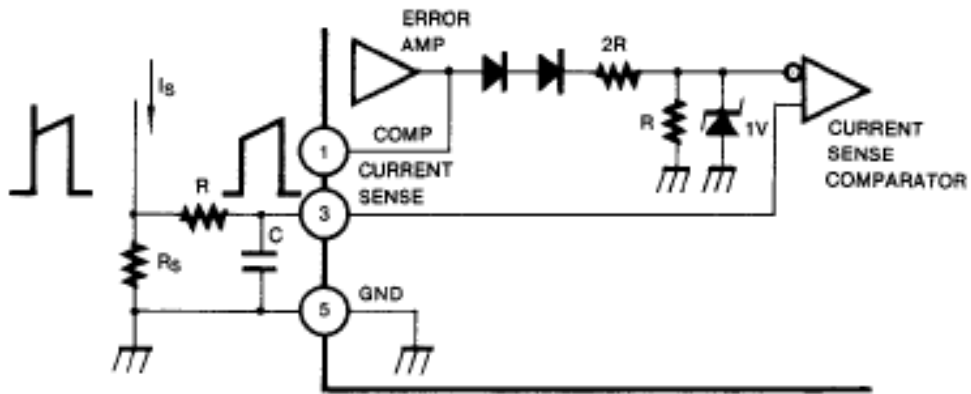 ERROR
AMP
2R
Is
COMP
R
1V
CURRENT
SENSE
COMPARATOR
1
CURRENT
SENSE
R
3
C
Rs
GND
5